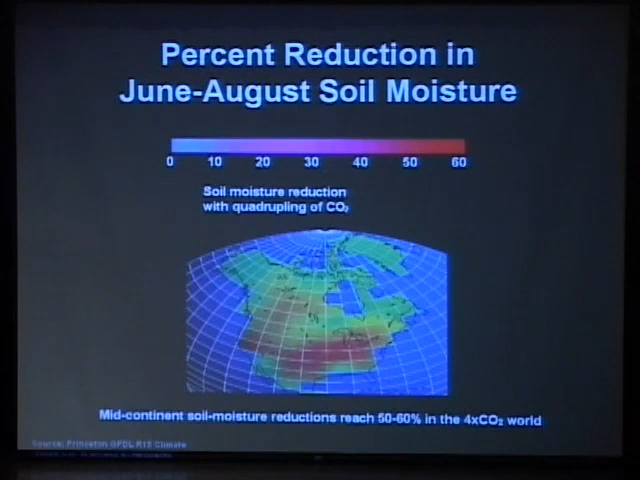 Percent Reduction in
June-August Soil Moisture
0 10 20 30 40 50 60
Soil moisture reduction
with quadrupling of CO₂
Mid-continent soil-moisture reductions reach 50-60% in the 4xCO₂ world
Source: Princeton GFDL R15 Climate